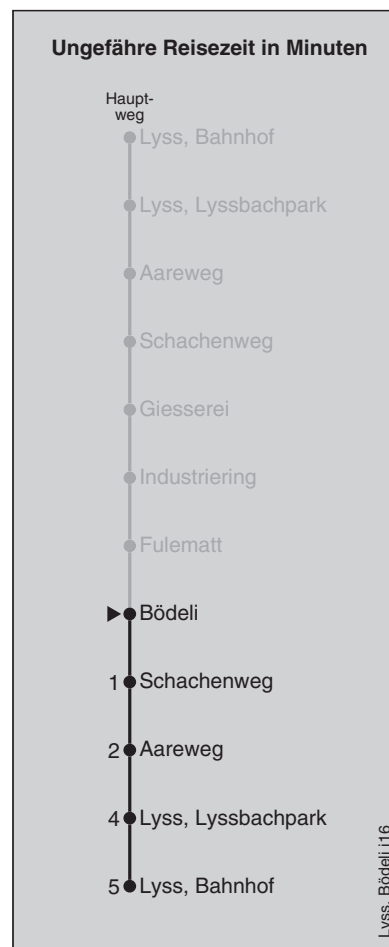 Ungefähre Reisezeit in Minuten
Haupt-
weg
Lyss, Bahnhof
Lyss, Lyssbachpark
Aareweg
Schachenweg
Giesserei
Industriering
Fulematt
Bödeli
1 Schachenweg
2 Aareweg
4 Lyss, Lyssbachpark
5 Lyss, Bahnhof
Lyss, Bödeli j16